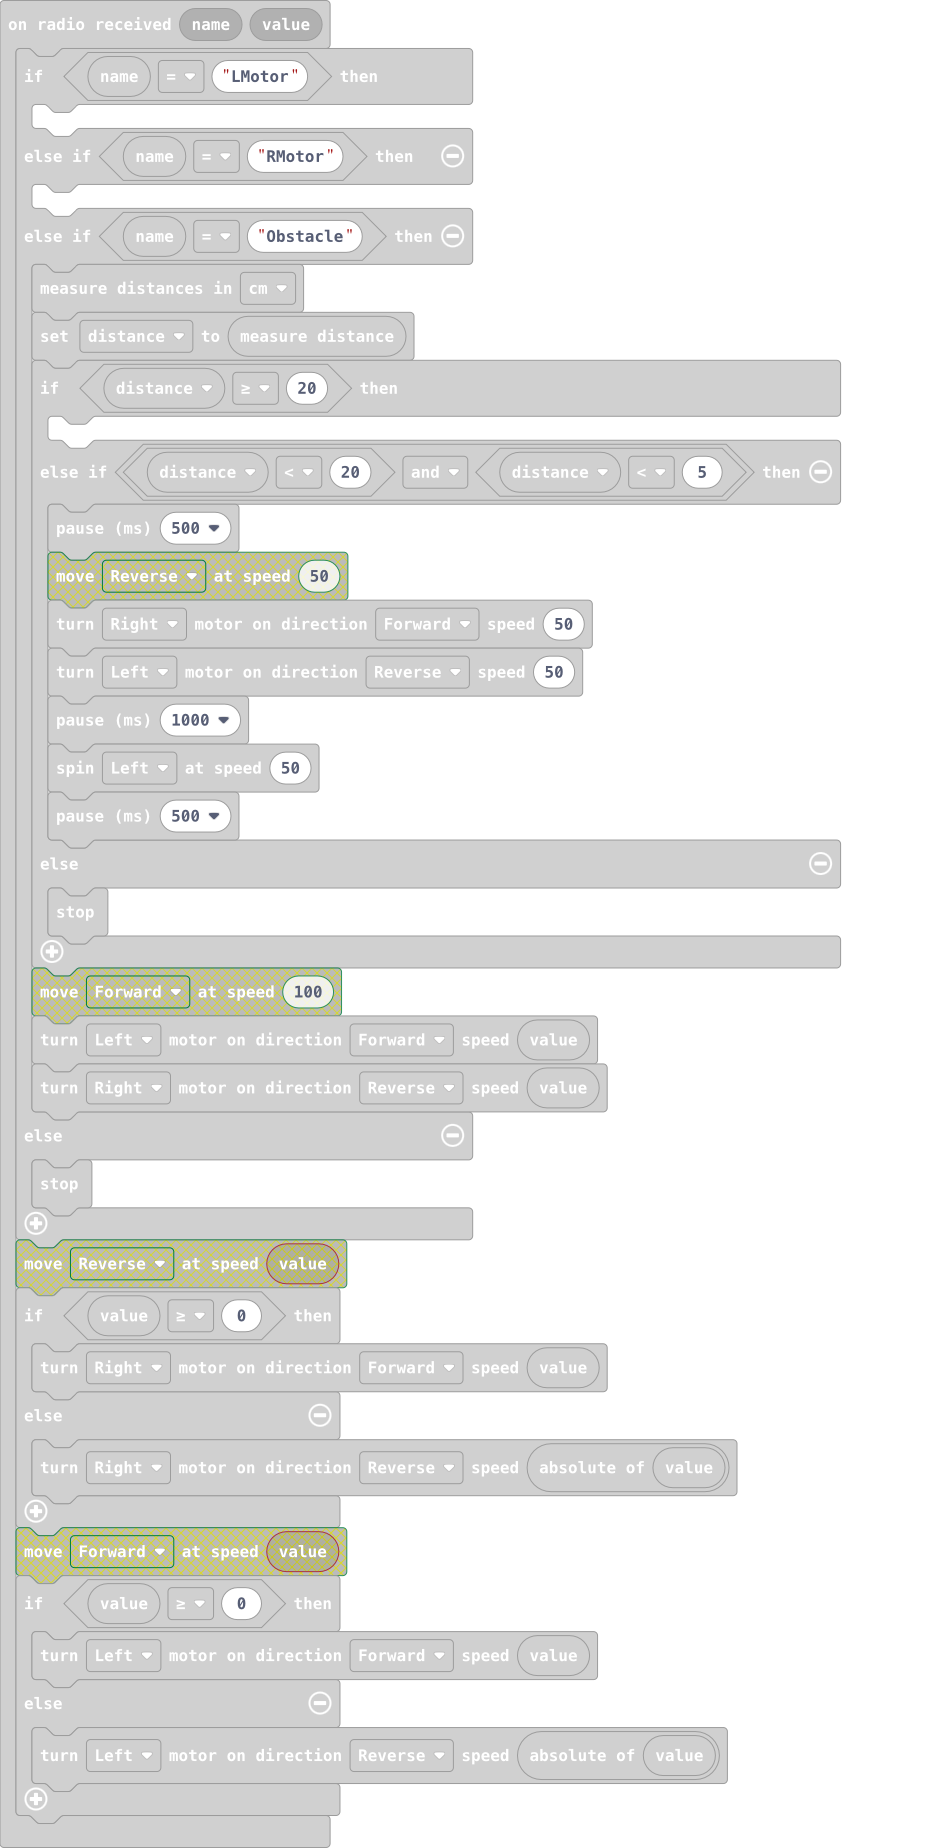 on radio received name value
if name = "LMotor" then
else if name = "RMotor" then
else if name = "Obstacle" then
measure distances in cm
set distance to measure distance
if distance ≥ 20 then
else if distance < 20 and distance < 5 then
pause (ms) 500
move Reverse at speed 50
turn Right motor on direction Forward speed 50
turn Left motor on direction Reverse speed 50
pause (ms) 1000
spin Left at speed 50
pause (ms) 500
else
stop
move Forward at speed 100
turn Left motor on direction Forward speed value
turn Right motor on direction Reverse speed value
else
stop
move Reverse at speed value
if value ≥ 0 then
turn Right motor on direction Forward speed value
else
turn Right motor on direction Reverse speed absolute of value
move Forward at speed value
if value ≥ 0 then
turn Left motor on direction Forward speed value
else
turn Left motor on direction Reverse speed absolute of value